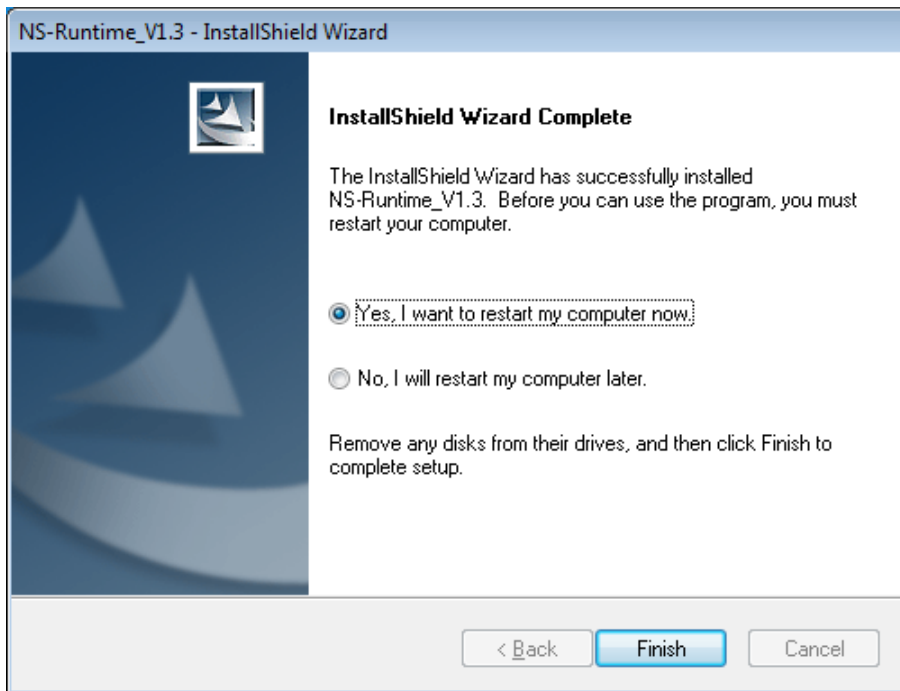 NS-Runtime_V1.3 - InstallShield Wizard
InstallShield Wizard Complete
The InstallShield Wizard has successfully installed
NS-Runtime_V1.3. Before you can use the program, you must
restart your computer.
Yes, I want to restart my computer now.
No, I will restart my computer later.
Remove any disks from their drives, and then click Finish to
complete setup.
< Back
Finish
Cancel